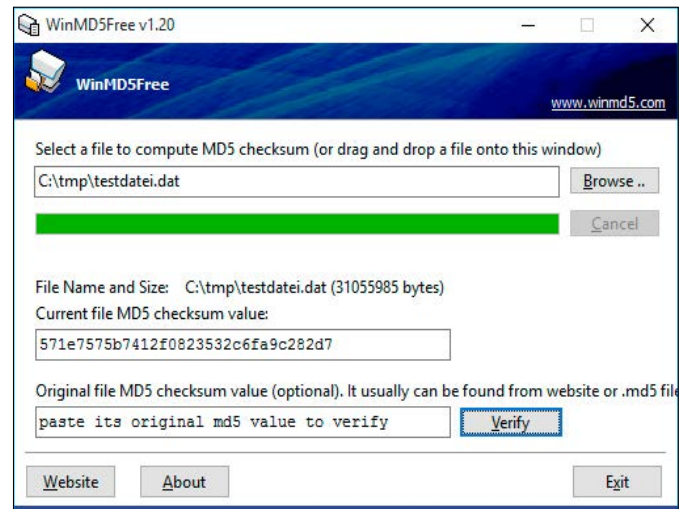 WinMD5Free v1.20
WinMD5Free
www.winmd5.com
Select a file to compute MD5 checksum (or drag and drop a file onto this window)
C:\tmp\testdatei.dat
Browse ..
Cancel
File Name and Size: C:\tmp\testdatei.dat (31055985 bytes)
Current file MD5 checksum value:
571e7575b7412f0823532c6fa9c282d7
Original file MD5 checksum value (optional). It usually can be found from website or .md5 file
paste its original md5 value to verify
Verify
Website
About
Exit